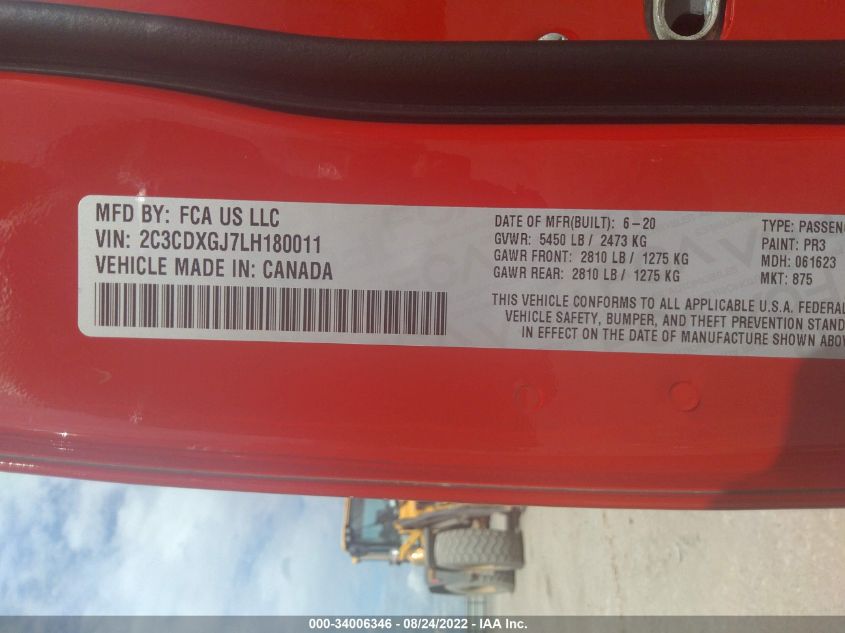 MFD BY: FCA US LLC
VIN: 2C3CDXGJ7LH180011
VEHICLE MADE IN: CANADA
DATE OF MFR(BUILT): 6-20
GVWR: 5450 LB / 2473 KG
GAWR FRONT: 2810 LB / 1275 KG
GAWR REAR: 2810 LB / 1275 KG
TYPE: PASSEN
PAINT: PR3
MDH: 061623
MKT: 875
THIS VEHICLE CONFORMS TO ALL APPLICABLE U.S.A. FEDERAL
VEHICLE SAFETY, BUMPER, AND THEFT PREVENTION STAND
IN EFFECT ON THE DATE OF MANUFACTURE SHOWN ABOV
000-34006346 - 08/24/2022 - IAA Inc.